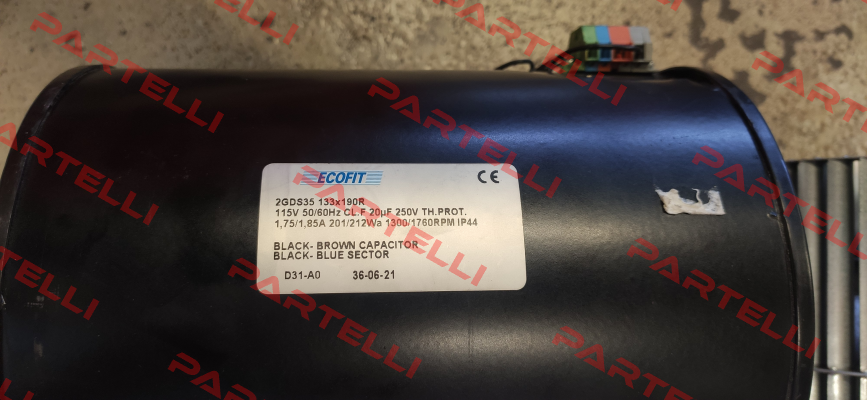 ECOFIT CE
2GDS35 133x190R
115V 50/60Hz CL.F 20µF 250V TH.PROT.
1,75/1,85A 201/212Wa 1300/1760RPM IP44
BLACK- BROWN CAPACITOR
BLACK- BLUE SECTOR
D31-A0 36-06-21
PARTELLI
PARTELLI
PARTELLI
PARTELLI
PARTELLI
PARTELLI
PARTELLI
PARTELLI
PARTELLI
PARTELLI